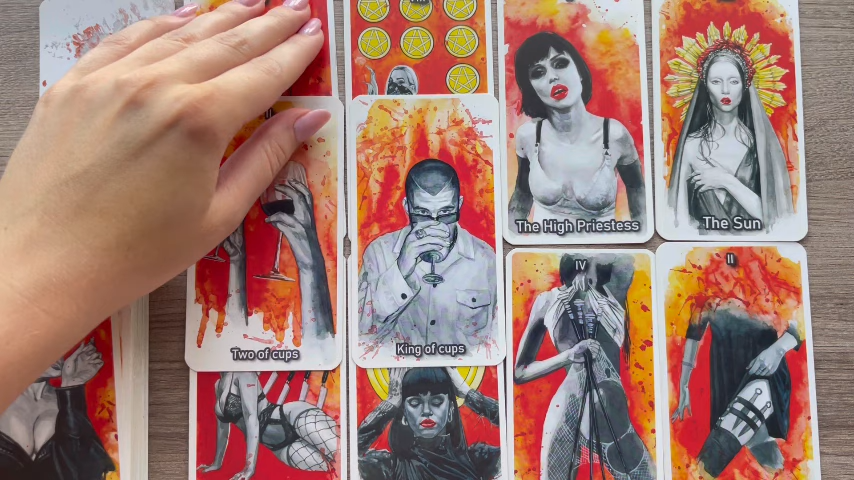 The High Priestess
The Sun
Two of cups
King of cups
IV
II